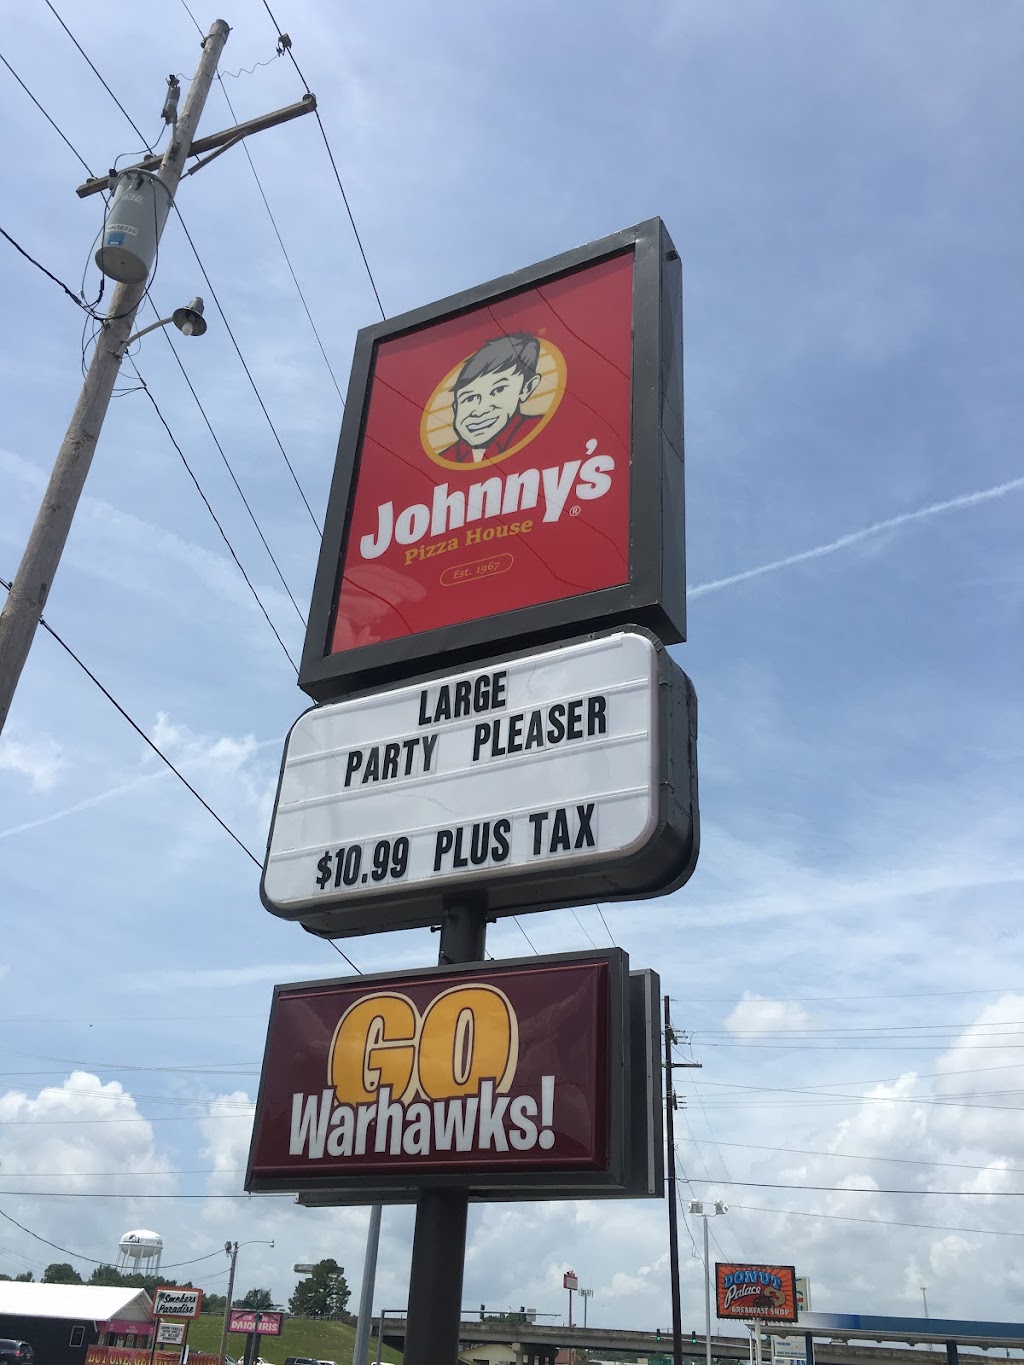 Johnny's
®
Pizza House
Est. 1967
LARGE
PARTY PLEASER
$10.99 PLUS TAX
GO
Warhawks!
DONUT
Palace
BREAKFAST SHOP
Smokers
Paradise
DAIQUIRIS